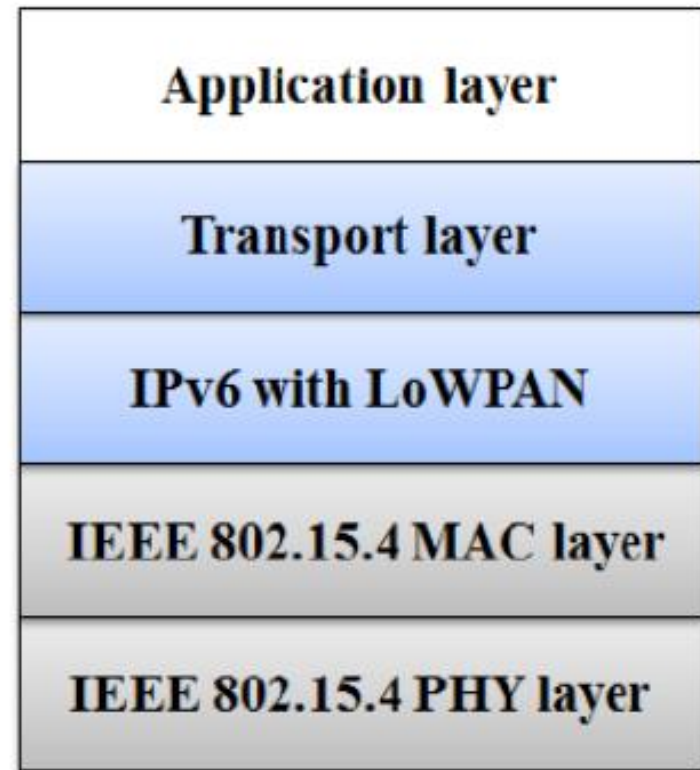 Application layer
Transport layer
IPv6 with LoWPAN
IEEE 802.15.4 MAC layer
IEEE 802.15.4 PHY layer